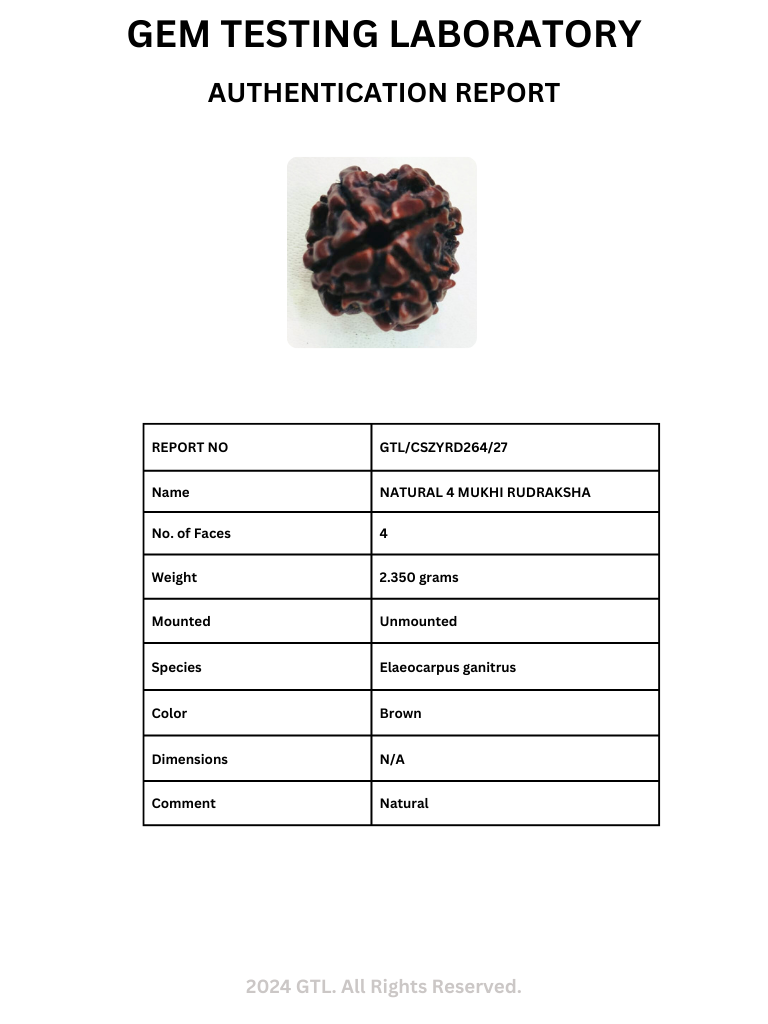 GEM TESTING LABORATORY
AUTHENTICATION REPORT
REPORT NO GTL/CSZYRD264/27
Name NATURAL 4 MUKHI RUDRAKSHA
No. of Faces 4
Weight 2.350 grams
Mounted Unmounted
Species Elaeocarpus ganitrus
Color Brown
Dimensions N/A
Comment Natural
2024 GTL. All Rights Reserved.